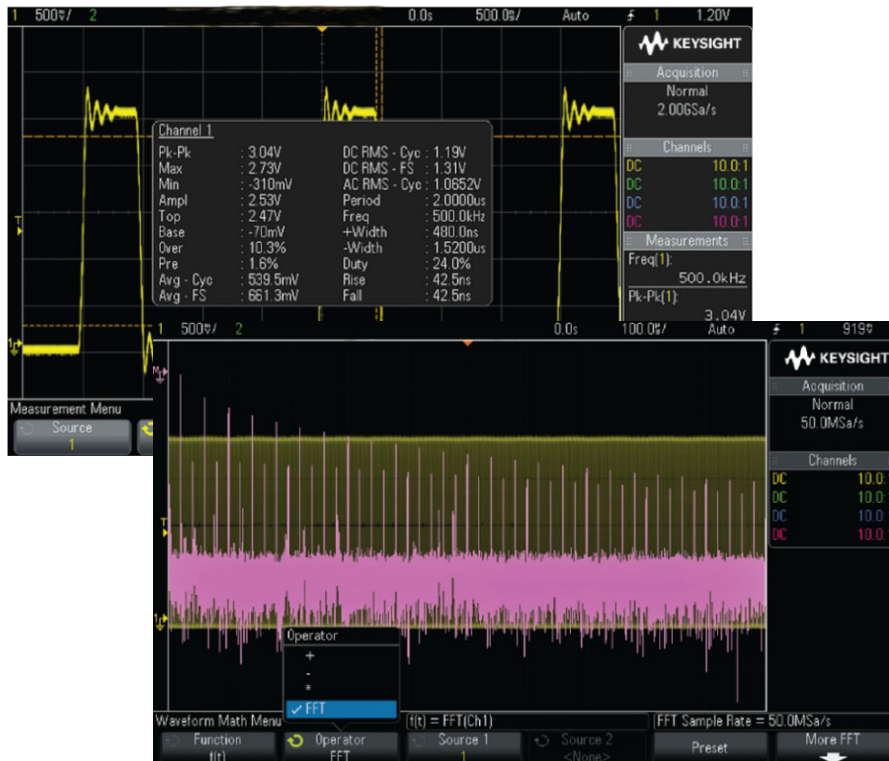 1 500▽/ 2 0.0s 500.0▽/ Auto 1 1.20V
KEYSIGHT
Acquisition
Normal
2.00GSa/s
Channels
DC 10.0:1
DC 10.0:1
DC 10.0:1
DC 10.0:1
Measurements
Freq(1):
500.0kHz
Pk-Pk(1):
3.04V
Channel 1
Pk-Pk : 3.04V DC RMS - Cyc : 1.19V
Max : 2.73V DC RMS - FS : 1.31V
Min : -310mV AC RMS - Cyc : 1.0652V
Ampl : 2.53V Period : 2.0000us
Top : 2.47V Freq : 500.0kHz
Base : -70mV +Width : 480.0ns
Over : 10.3% -Width : 1.5200us
Pre : 1.6% Duty : 24.0%
Avg - Cyc : 539.5mV Rise : 42.5ns
Avg - FS : 661.3mV Fall : 42.5ns
T
1
Measurement Menu
Source
1
500▽/ 2 0.0s 100.0▽/ Auto 1 919▽
KEYSIGHT
Acquisition
Normal
50.0MSa/s
Channels
DC 10.0:
DC 10.0:
DC 10.0:
DC 10.0:
M
T
1
Operator
+
-
*
✓ FFT
Waveform Math Menu f(t) = FFT(Ch1) FFT Sample Rate = 50.0MSa/s
Function Operator Source 1 Source 2 Preset More FFT
f(t) FFT 1 <None>